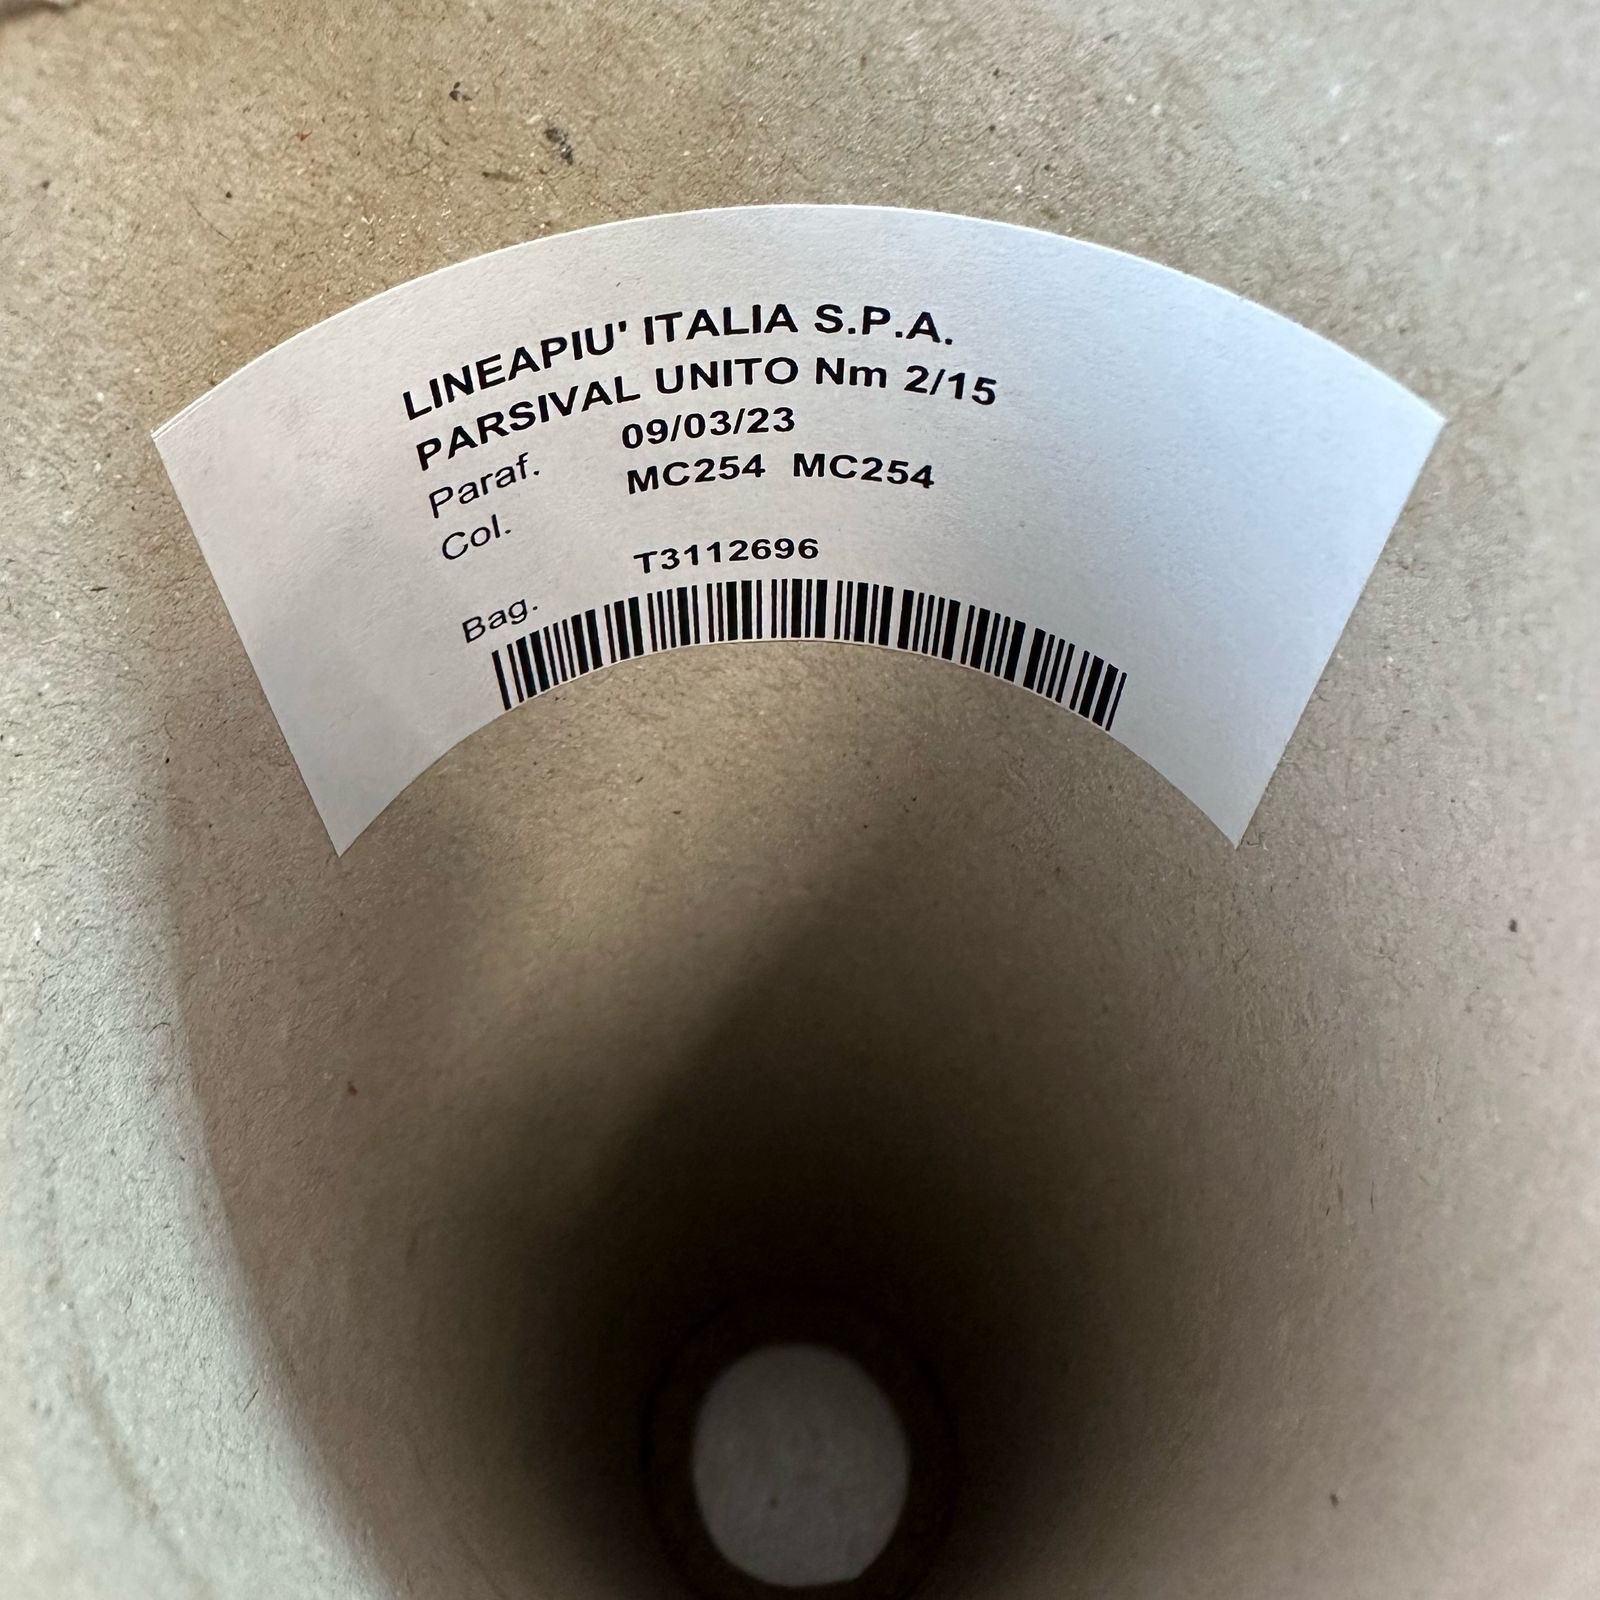 LINEAPIU' ITALIA S.P.A.
PARSIVAL UNITO Nm 2/15
Paraf. 09/03/23
Col. MC254 MC254
Bag. T3112696